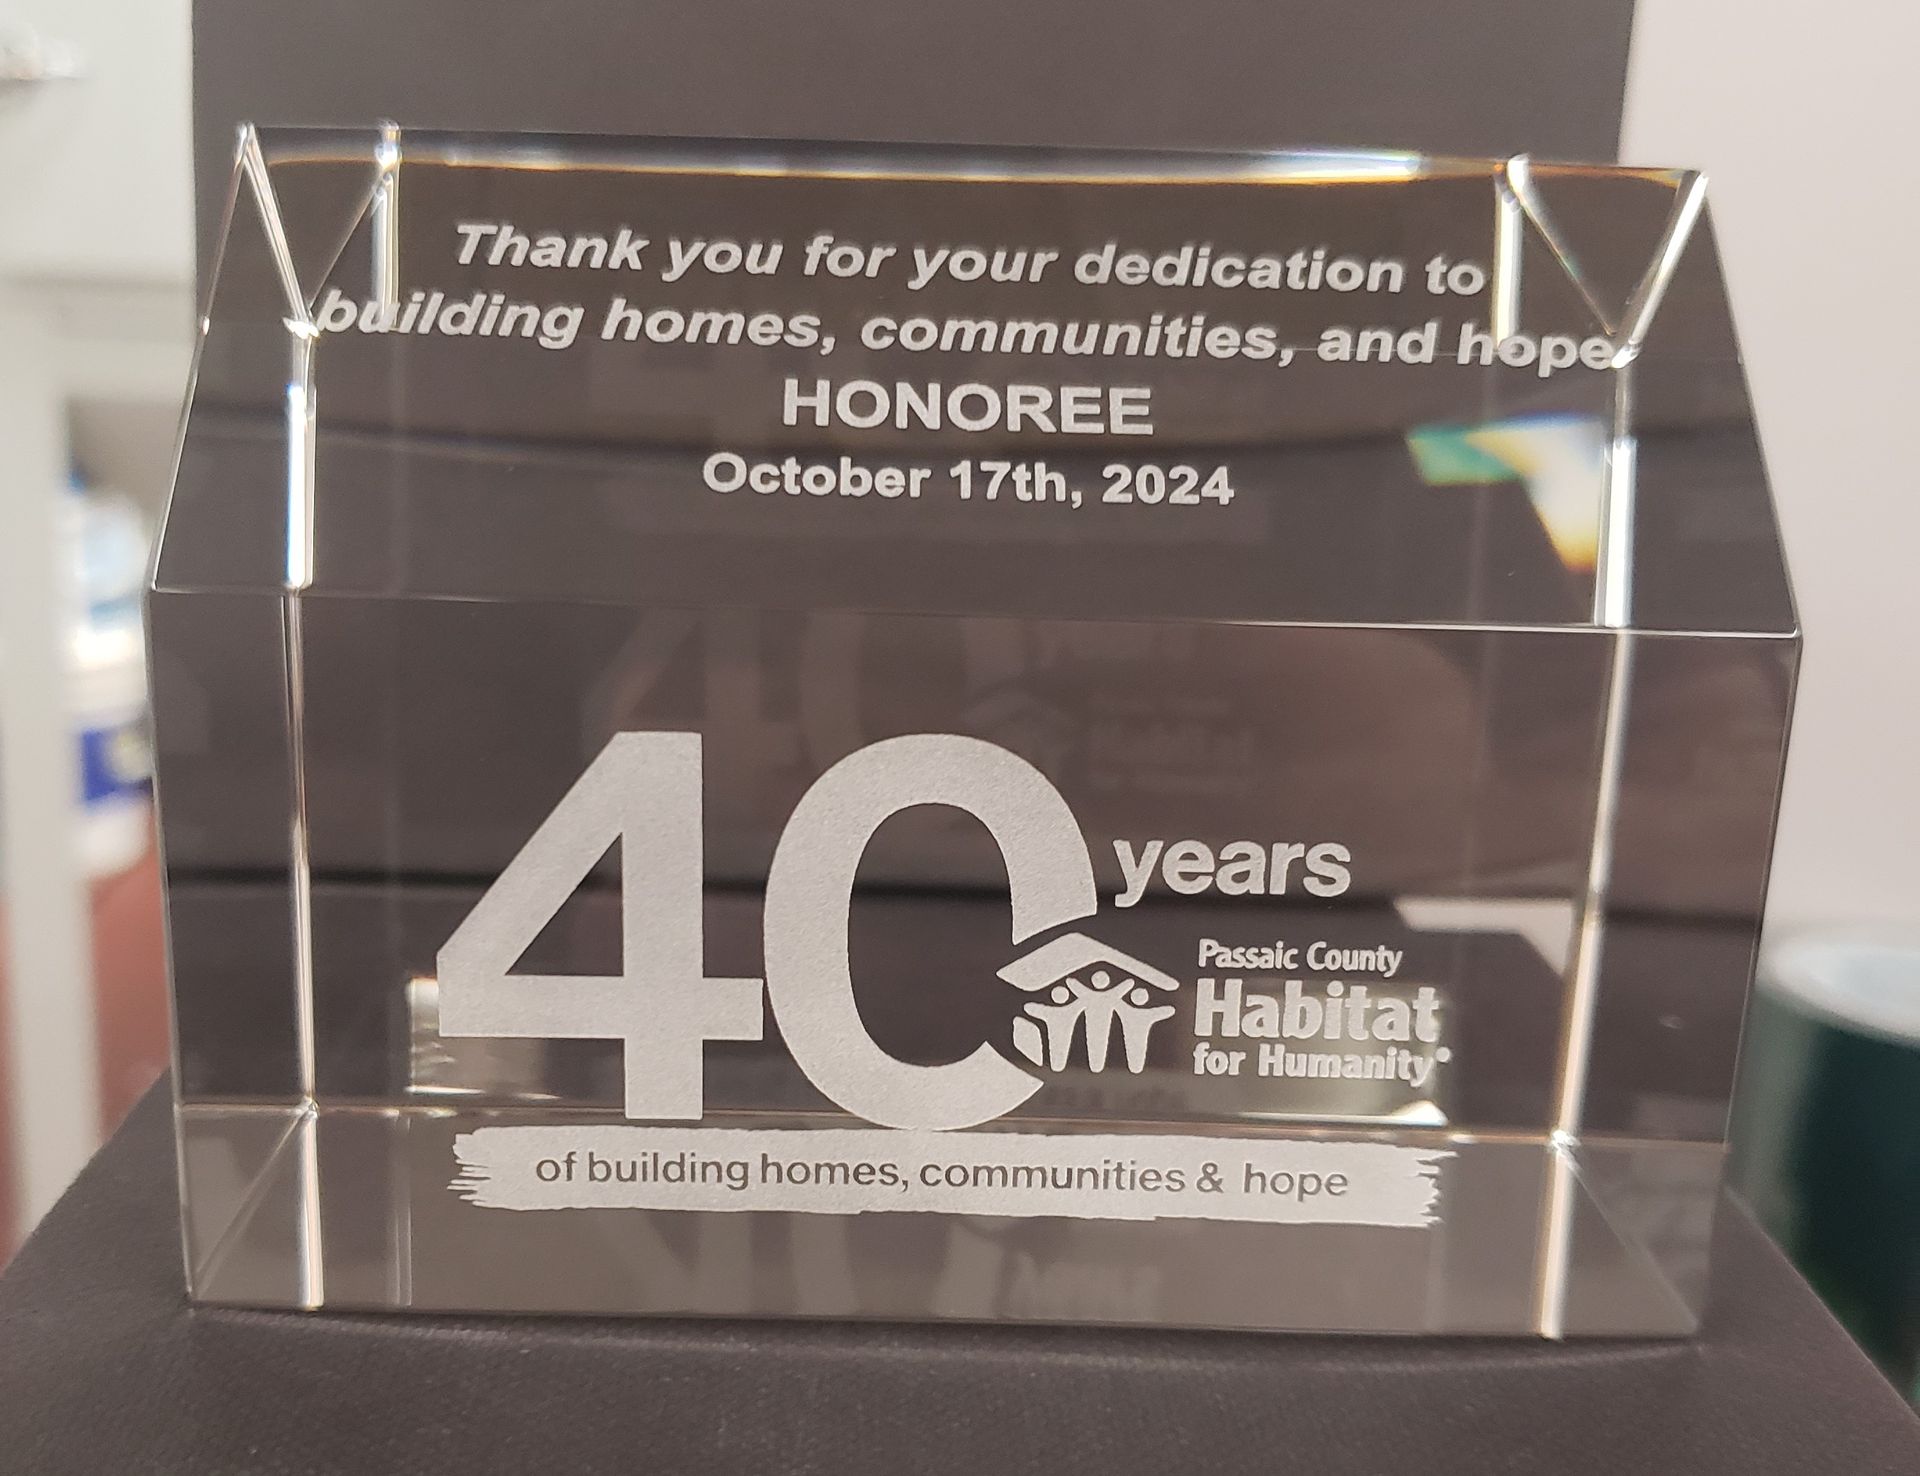 Thank you for your dedication to
building homes, communities, and hope
HONOREE
October 17th, 2024
40 years
Passaic County
Habitat
for Humanity®
of building homes, communities & hope